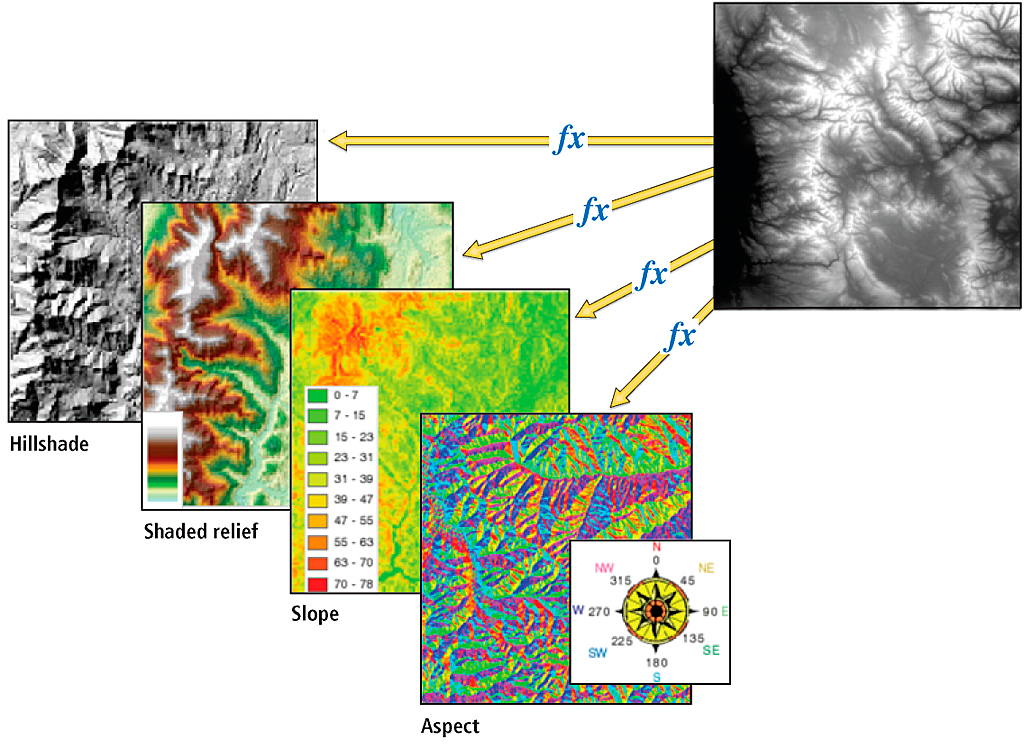 fx
fx
fx
fx
Hillshade
Shaded relief
0 - 7
7 - 15
15 - 23
23 - 31
31 - 39
39 - 47
47 - 55
55 - 63
63 - 70
70 - 78
Slope
N
0
NW
NE
315
45
W
270
90
E
225
135
SW
SE
180
S
Aspect